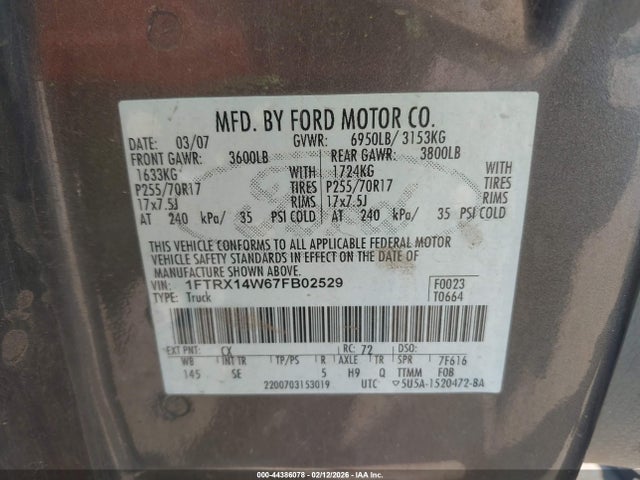 MFD. BY FORD MOTOR CO.
DATE: 03/07 GVWR: 6950LB/ 3153KG
FRONT GAWR: 3600LB REAR GAWR: 3800LB
1633KG WITH 1724KG WITH
P255/70R17 TIRES P255/70R17 TIRES
17x7.5J RIMS 17x7.5J RIMS
AT 240 kPa/ 35 PSI COLD AT 240 kPa/ 35 PSI COLD
THIS VEHICLE CONFORMS TO ALL APPLICABLE FEDERAL MOTOR
VEHICLE SAFETY STANDARDS IN EFFECT ON THE DATE OF
MANUFACTURE SHOWN ABOVE.
VIN: 1FTRX14W67FB02529 F0023
TYPE: Truck T0664
EXT PNT: CX RC: 72 DSO:
WB INT TR TP/PS R AXLE TR SPR 7F616
145 SE 5 H9 Q TTMM FOB
2200703153019 UTC ▽5U5A-1520472-BA
000-44386078 - 02/12/2026 - IAA Inc.